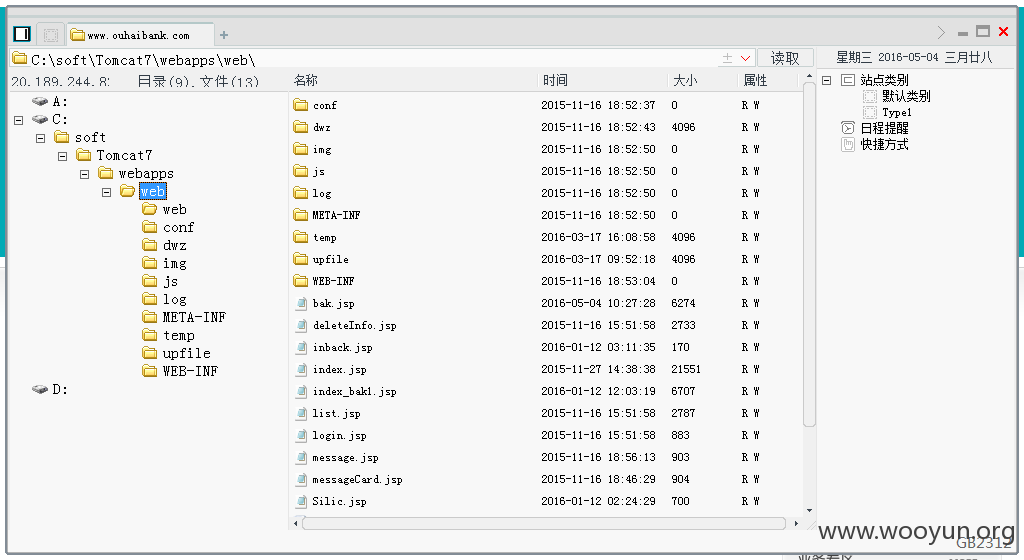 www.ouhaibank.com
C:\soft\Tomcat7\webapps\web\
读取
星期三 2016-05-04 三月廿八
20.189.244.8: 目录(9),文件(13)
名称 时间 大小 属性
A:
C:
soft
Tomcat7
webapps
web
web
conf
dwz
img
js
log
META-INF
temp
upfile
WEB-INF
D:
conf 2015-11-16 18:52:37 0 R W
dwz 2015-11-16 18:52:43 4096 R W
img 2015-11-16 18:52:50 0 R W
js 2015-11-16 18:52:50 0 R W
log 2015-11-16 18:52:50 0 R W
META-INF 2015-11-16 18:52:50 0 R W
temp 2016-03-17 16:08:58 4096 R W
upfile 2016-03-17 09:52:18 4096 R W
WEB-INF 2015-11-16 18:53:04 0 R W
bak.jsp 2016-05-04 10:27:28 6274 R W
deleteInfo.jsp 2015-11-16 15:51:58 2733 R W
inback.jsp 2016-01-12 03:11:35 170 R W
index.jsp 2015-11-27 14:38:38 21551 R W
index_bak1.jsp 2016-01-12 12:03:19 6707 R W
list.jsp 2015-11-16 15:51:58 2787 R W
login.jsp 2015-11-16 15:51:58 883 R W
message.jsp 2015-11-16 18:56:13 903 R W
messageCard.jsp 2015-11-16 18:46:29 904 R W
Silic.jsp 2016-01-12 02:24:29 700 R W
站点类别
默认类别
Type1
日程提醒
快捷方式
www.wooyun.org
GB2312